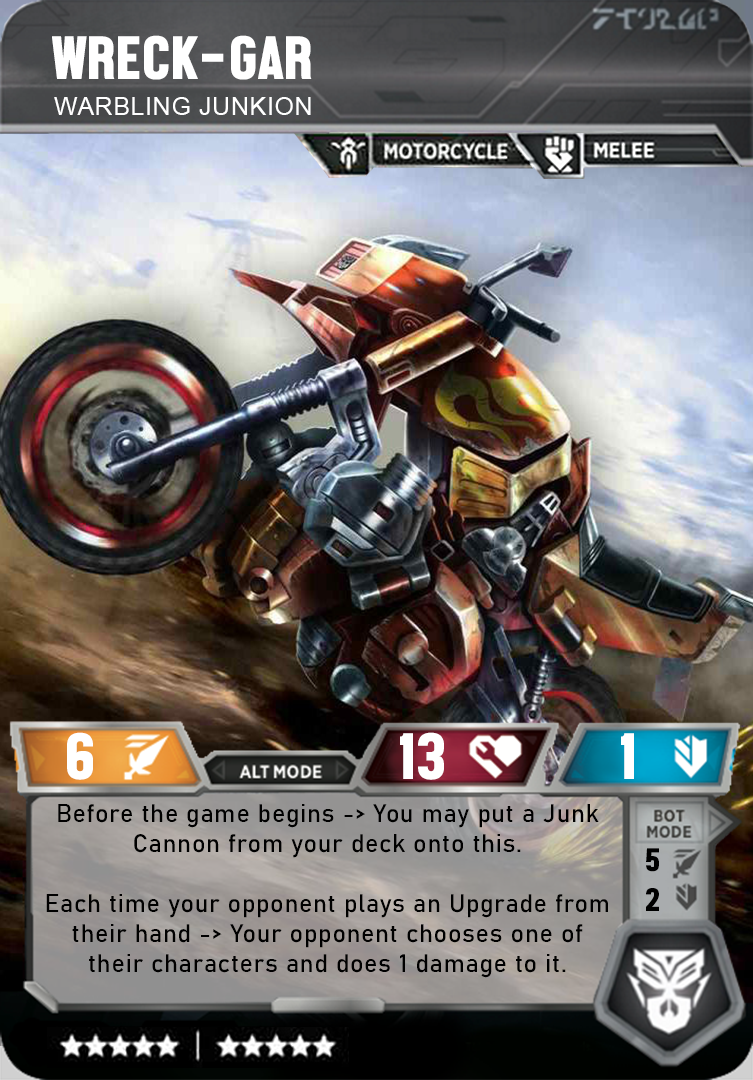 WRECK-GAR
WARBLING JUNKION
MOTORCYCLE MELEE
6 ALT MODE 13 1
Before the game begins -> You may put a Junk
Cannon from your deck onto this.
Each time your opponent plays an Upgrade from
their hand -> Your opponent chooses one of
their characters and does 1 damage to it.
BOT
MODE
5
2
★★★★★ | ★★★★★